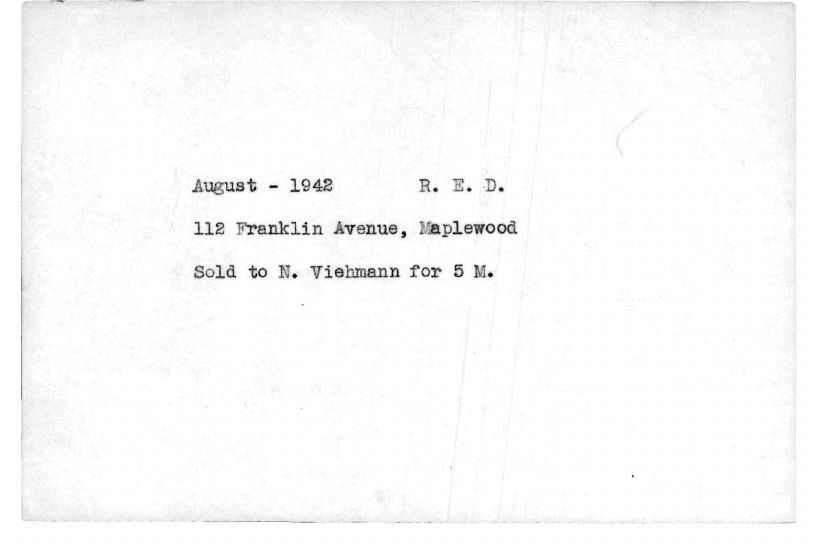 August - 1942 R. E. D.
112 Franklin Avenue, Maplewood
Sold to N. Viehmann for 5 M.